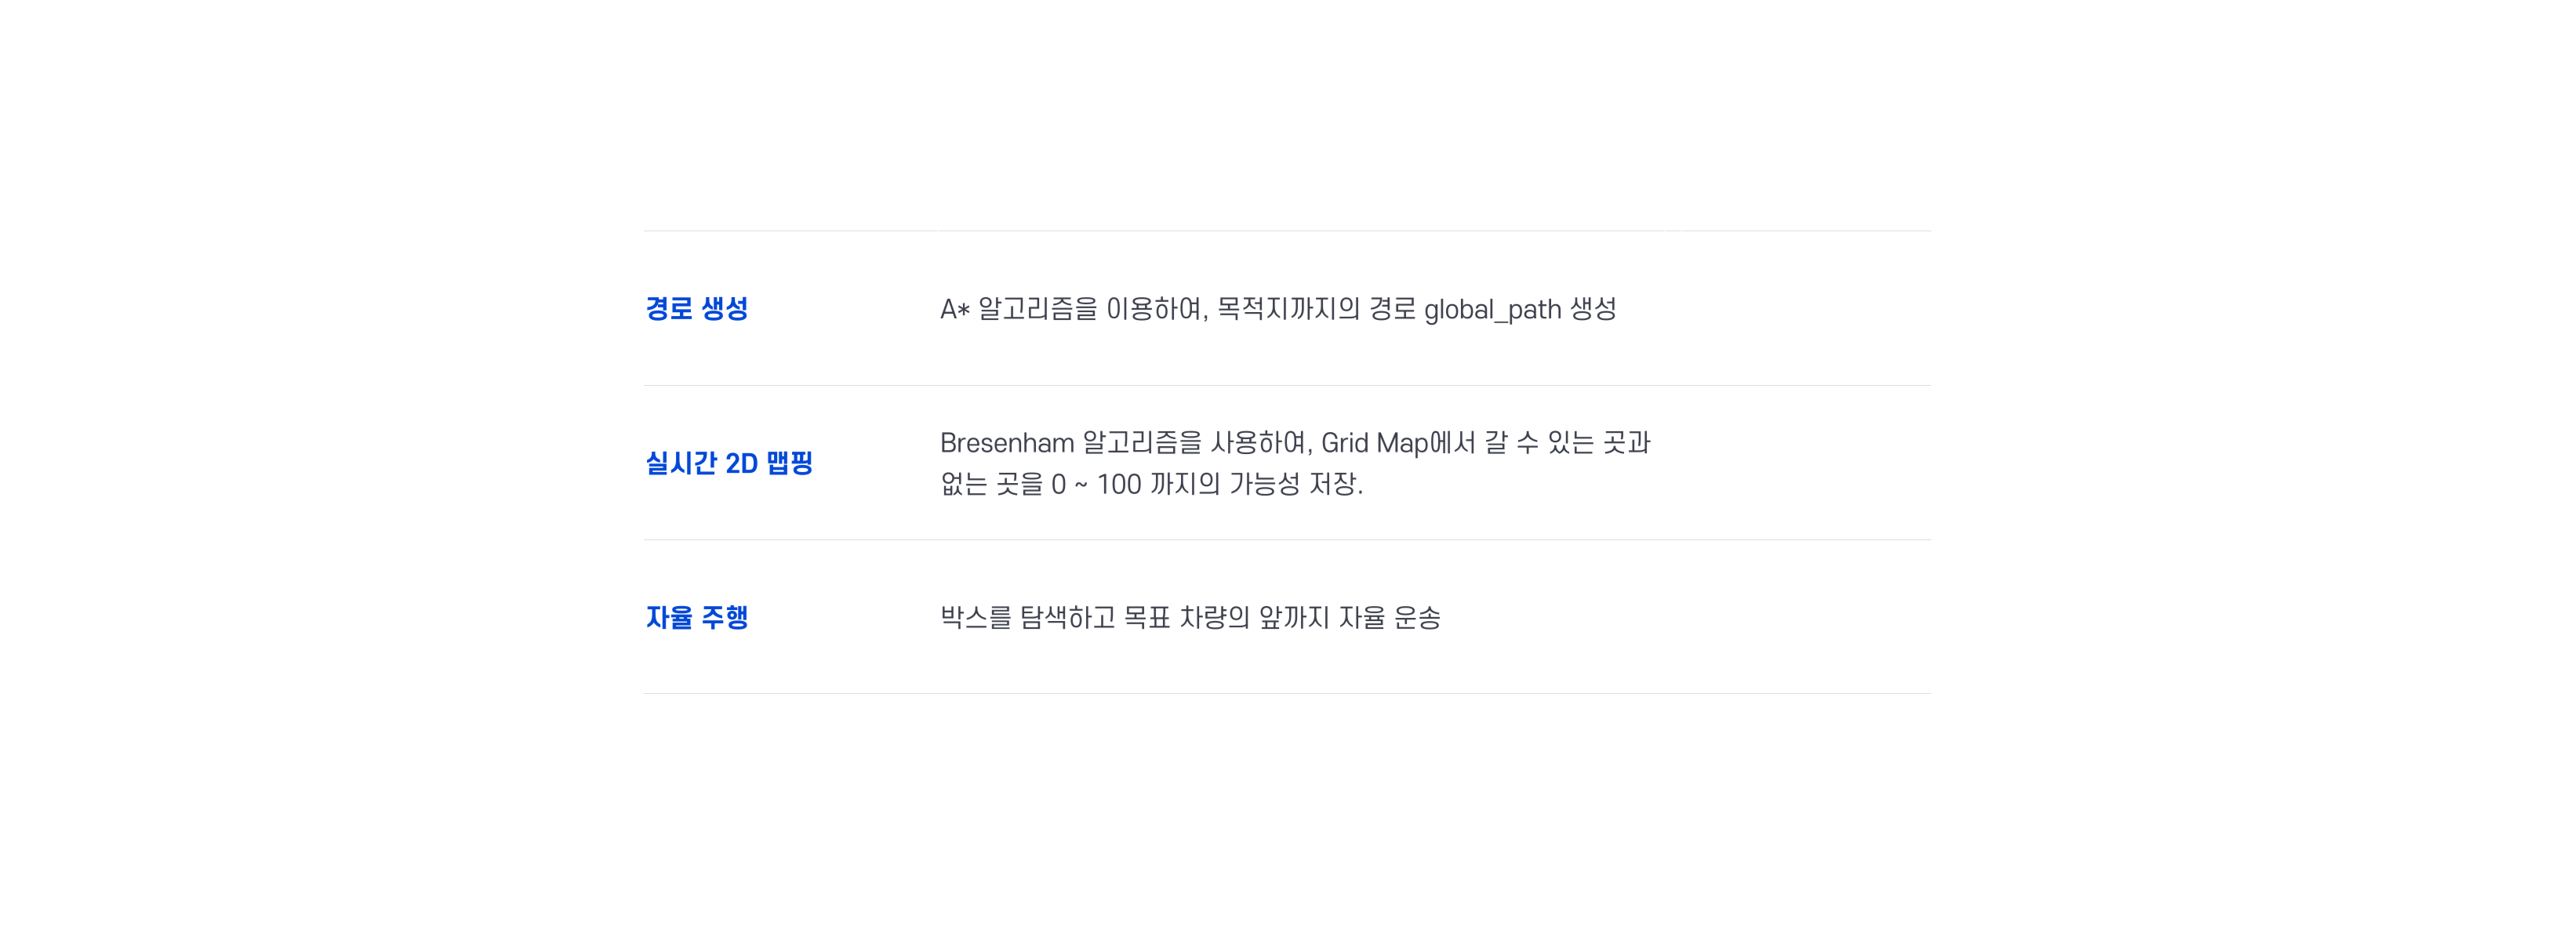 경로 생성
A* 알고리즘을 이용하여, 목적지까지의 경로 global_path 생성
실시간 2D 맵핑
Bresenham 알고리즘을 사용하여, Grid Map에서 갈 수 있는 곳과
없는 곳을 0 ~ 100 까지의 가능성 저장.
자율 주행
박스를 탐색하고 목표 차량의 앞까지 자율 운송